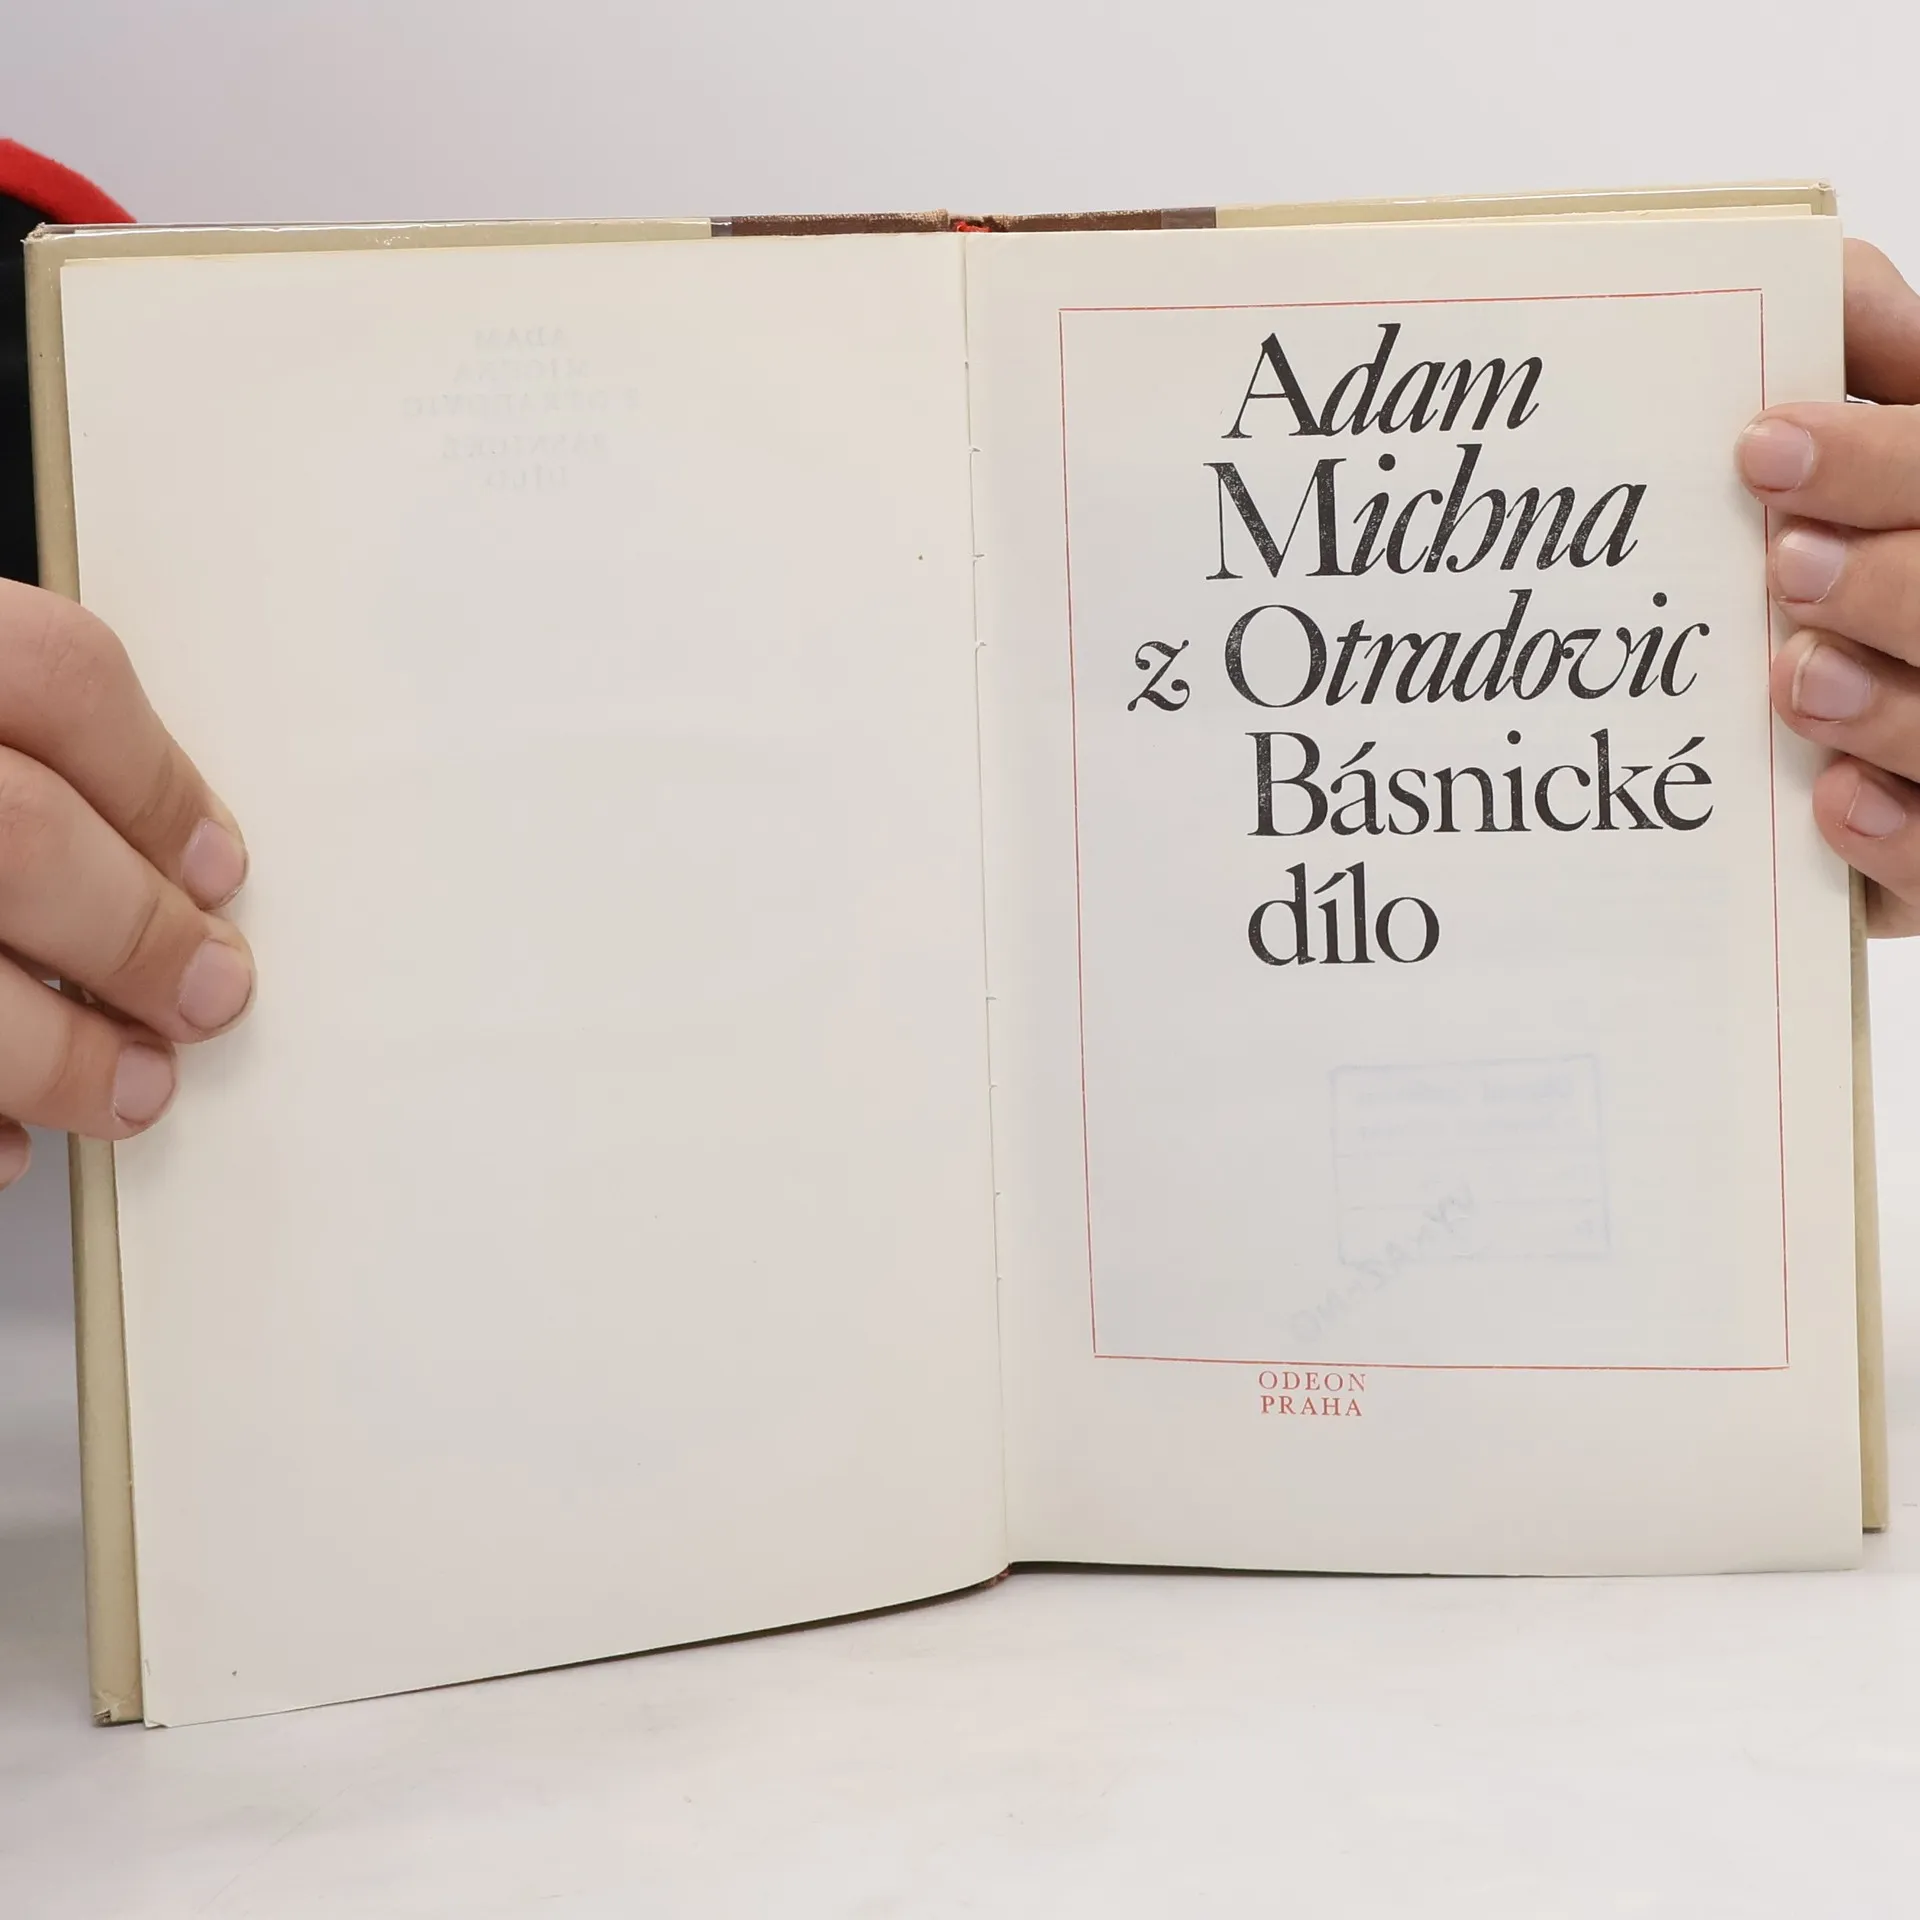 Adam
Michna
z Otradovic
Básnické
dílo
ODEON
PRAHA